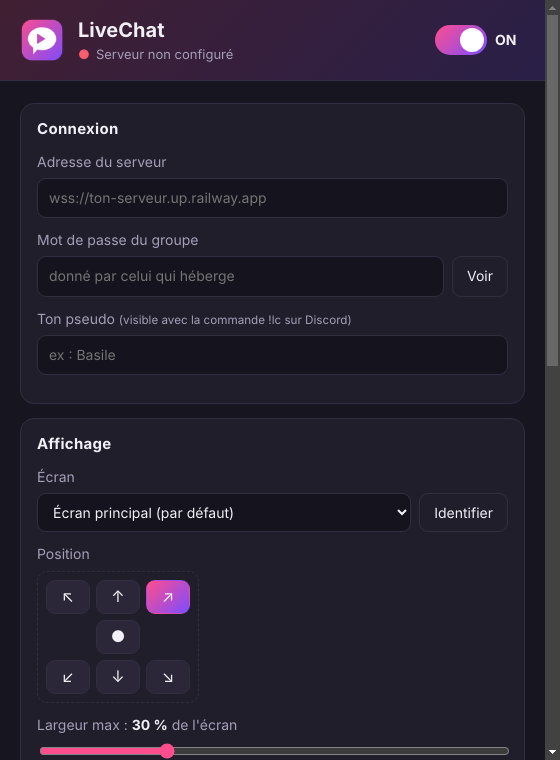 LiveChat
Serveur non configuré
ON
Connexion
Adresse du serveur
wss://ton-serveur.up.railway.app
Mot de passe du groupe
donné par celui qui héberge
Voir
Ton pseudo (visible avec la commande !lc sur Discord)
ex : Basile
Affichage
Écran
Écran principal (par défaut)
Identifier
Position
↖ ↑ ↗
●
↙ ↓ ↘
Largeur max : 30 % de l'écran